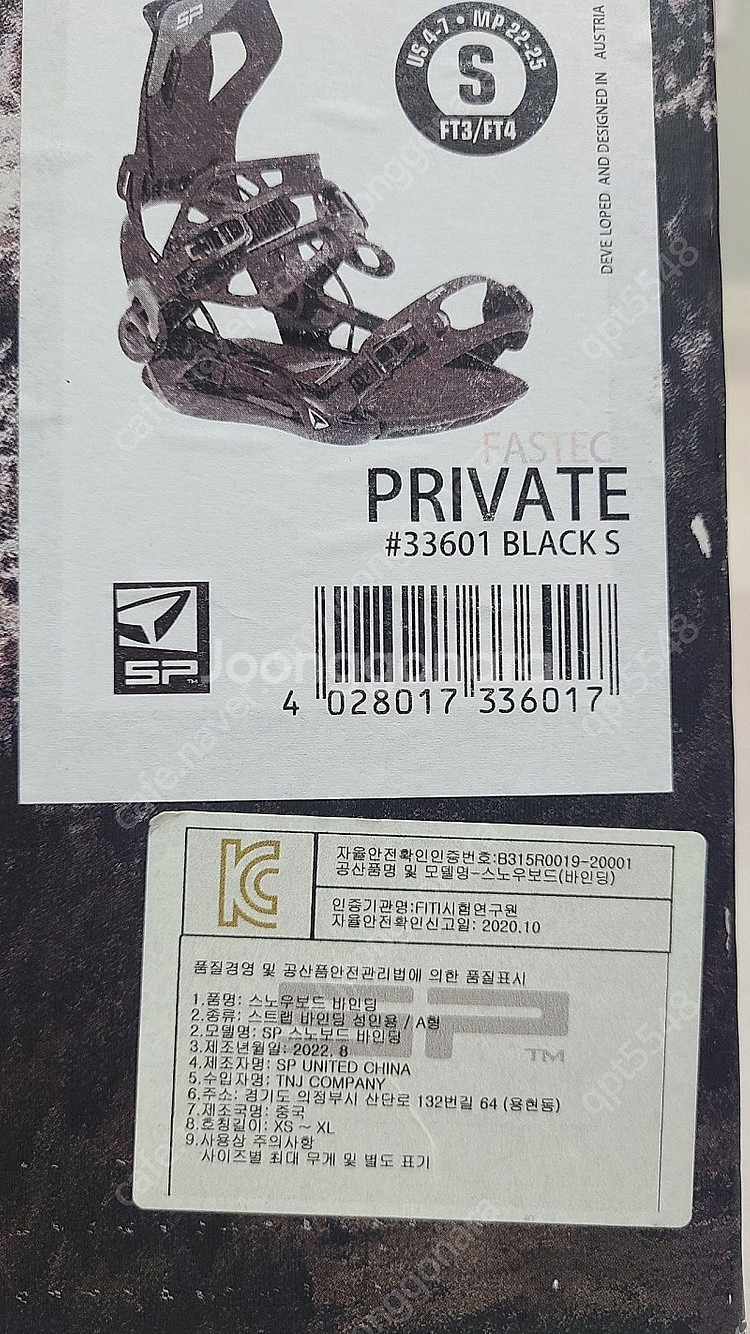 SP
US 4-7 • MP 22-25
S
FT3/FT4
DEVELOPED AND DESIGNED IN AUSTRIA
SP
FASTEC
PRIVATE
#33601 BLACK S
SP™
4 028017 336017
Joonggonara
자율안전확인인증번호:B315R0019-20001
공산품명 및 모델명-스노우보드(바인딩)
인증기관명:FITI시험연구원
자율안전확인신고일: 2020.10
품질경영 및 공산품안전관리법에 의한 품질표시
SP™
1.품명: 스노우보드 바인딩
2.종류: 스트랩 바인딩 성인용 / A형
2.모델명: SP 스노보드 바인딩
3.제조년월일: 2022. 8
4.제조자명: SP UNITED CHINA
5.수입자명: TNJ COMPANY
6.주소: 경기도 의정부시 산단로 132번길 64 (용현동)
7.제조국명: 중국
8.호칭길이: XS ~ XL
9.사용상 주의사항
사이즈별 최대 무게 및 별도 표기
qpt5548
qpt5548
qpt5548